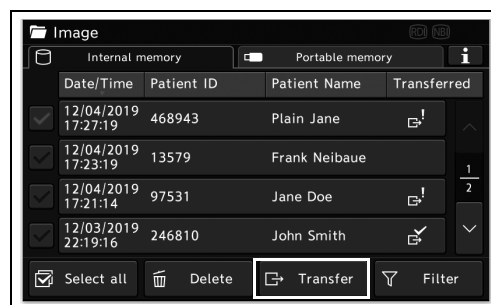 Image RDI NBI
Internal memory Portable memory i
Date/Time Patient ID Patient Name Transferred
12/04/2019
17:27:19 468943 Plain Jane
12/04/2019
17:23:19 13579 Frank Neibaue
12/04/2019
17:21:14 97531 Jane Doe
12/03/2019
22:19:16 246810 John Smith
1
2
Select all Delete Transfer Filter